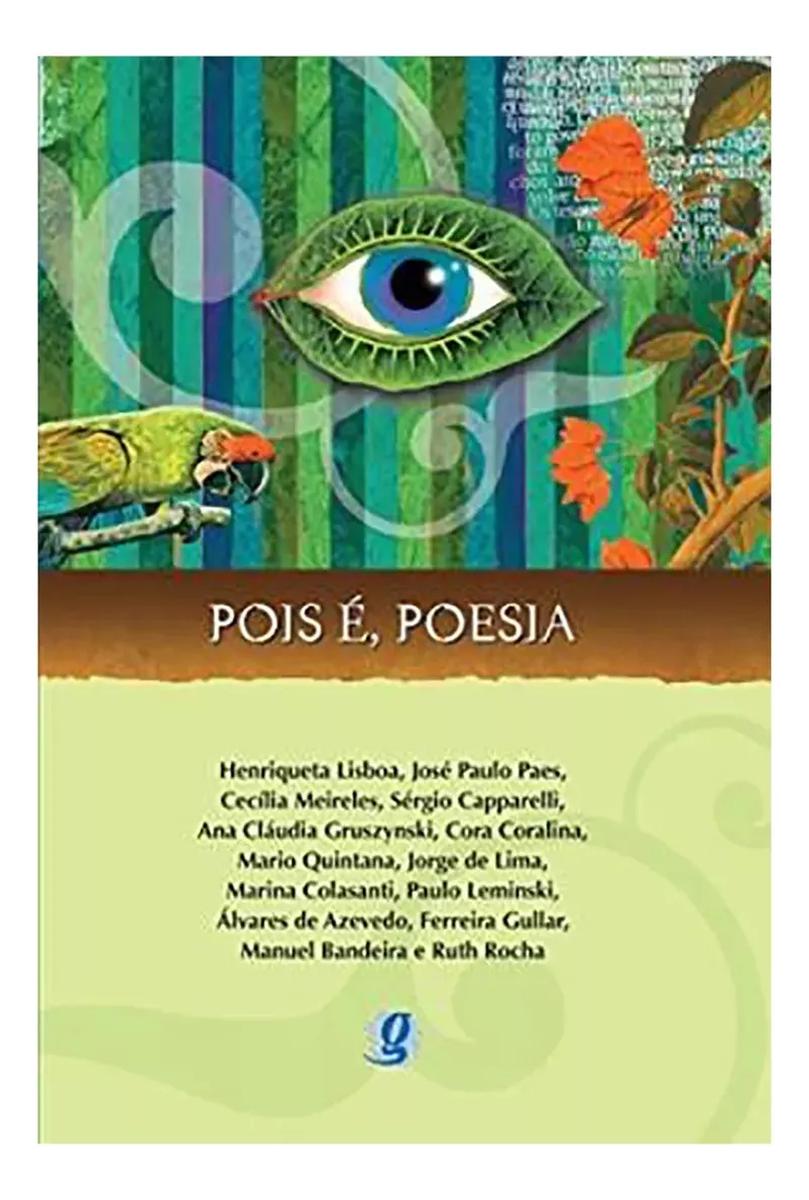 POIS É, POESIA
Henriqueta Lisboa, José Paulo Paes,
Cecília Meireles, Sérgio Capparelli,
Ana Cláudia Gruszynski, Cora Coralina,
Mario Quintana, Jorge de Lima,
Marina Colasanti, Paulo Leminski,
Álvares de Azevedo, Ferreira Gullar,
Manuel Bandeira e Ruth Rocha
g